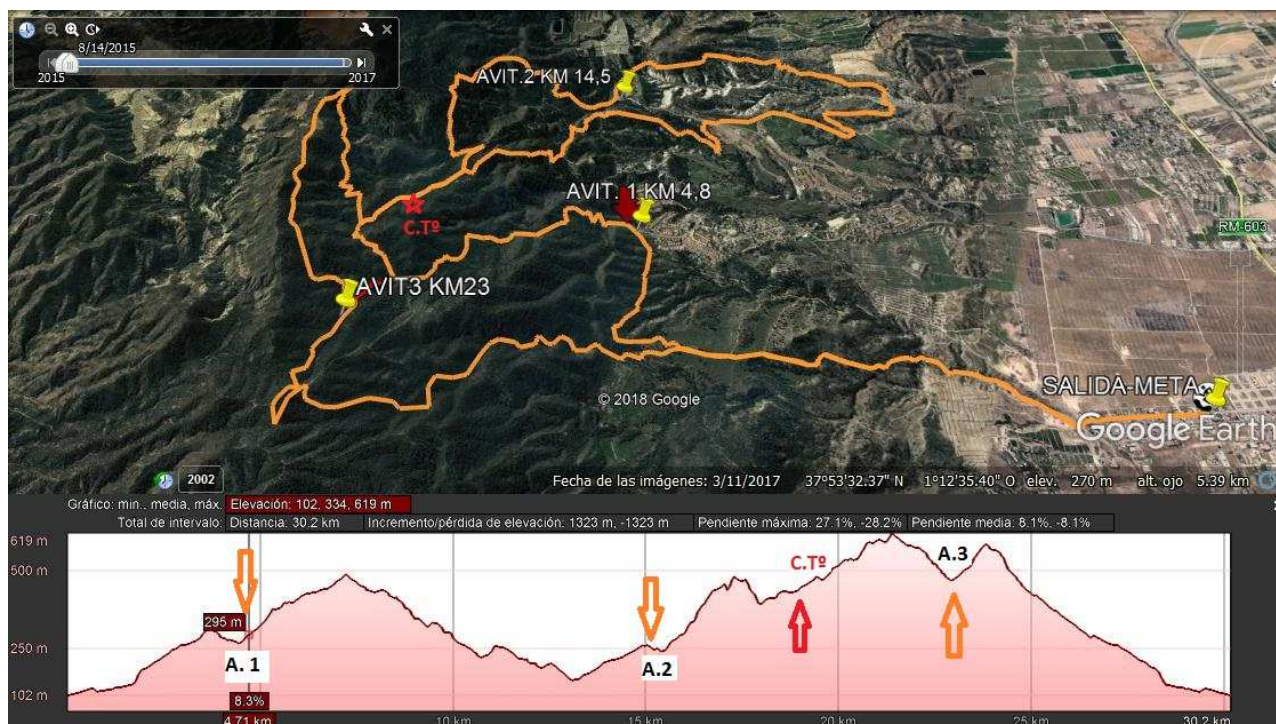 8/14/2015
2015
2017
AVIT.2 KM 14,5
AVIT. 1 KM 4,8
C.Tº
RM-603
AVIT3 KM23
SALIDA-META
© 2018 Google
Google Earth
2002
Fecha de las imágenes: 3/11/2017 37°53'32.37" N 1°12'35.40" O elev. 270 m alt. ojo 5.39 km
Gráfico: min., media, máx. Elevación: 102, 334, 619 m
Total de intervalo: Distancia: 30.2 km Incremento/pérdida de elevación: 1323 m, -1323 m Pendiente máxima: 27.1%, -28.2% Pendiente media: 8.1%, -8.1%
619 m
C.Tº
A.3
500 m
295 m
250 m
A. 1
A.2
102 m
8.3%
4.71 km
10 km
15 km
20 km
25 km
30.2 km